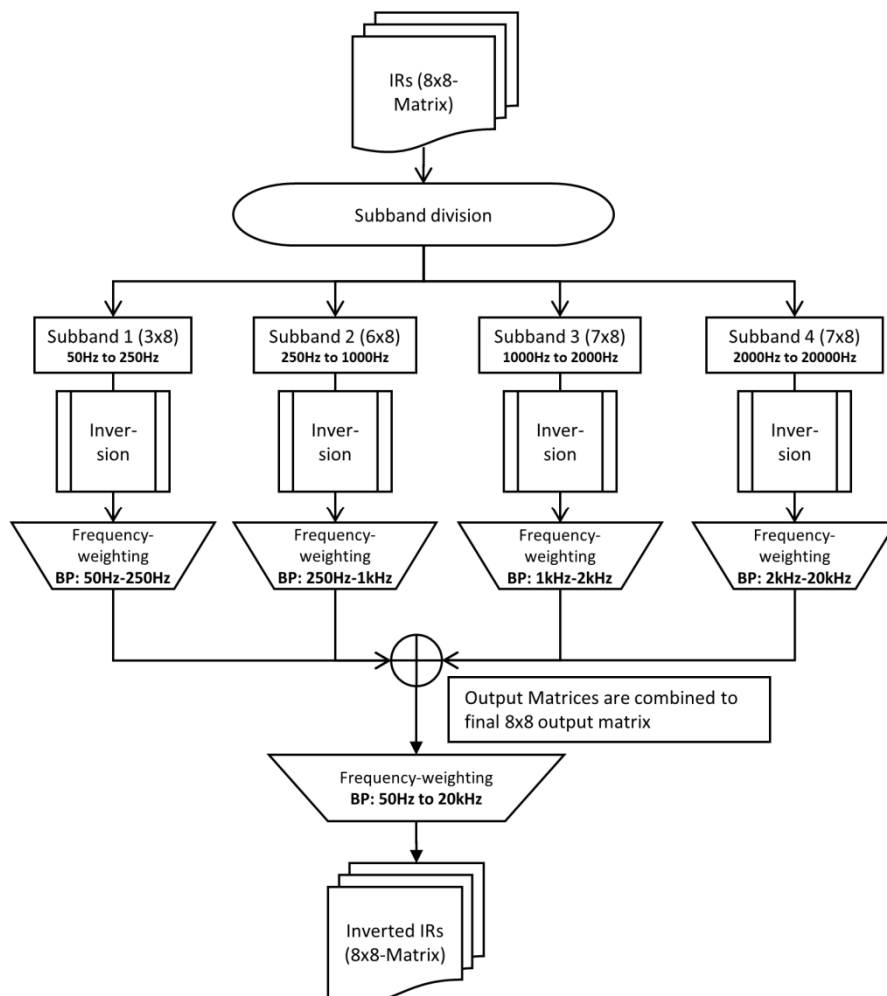 IRs (8x8-
Matrix)
Subband division
Subband 1 (3x8)
50Hz to 250Hz
Subband 2 (6x8)
250Hz to 1000Hz
Subband 3 (7x8)
1000Hz to 2000Hz
Subband 4 (7x8)
2000Hz to 20000Hz
Inver-
sion
Inver-
sion
Inver-
sion
Inver-
sion
Frequency-
weighting
BP: 50Hz-250Hz
Frequency-
weighting
BP: 250Hz-1kHz
Frequency-
weighting
BP: 1kHz-2kHz
Frequency-
weighting
BP: 2kHz-20kHz
Output Matrices are combined to
final 8x8 output matrix
Frequency-weighting
BP: 50Hz to 20kHz
Inverted IRs
(8x8-Matrix)